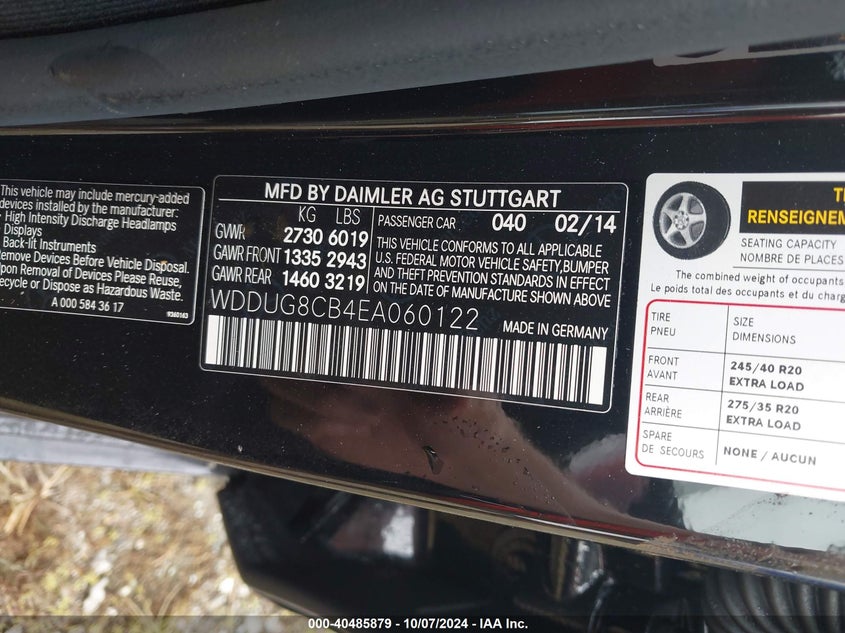 This vehicle may include mercury-added
devices installed by the manufacturer:
High Intensity Discharge Headlamps
Displays
Back-lit Instruments
Remove Devices Before Vehicle Disposal.
Upon Removal of Devices Please Reuse,
Recycle or Dispose as Hazardous Waste.
A 000 584 36 17
9360163
MFD BY DAIMLER AG STUTTGART
KG LBS
GVWR 2730 6019
GAWR FRONT 1335 2943
GAWR REAR 1460 3219
PASSENGER CAR 040 02/14
THIS VEHICLE CONFORMS TO ALL APPLICABLE
U.S. FEDERAL MOTOR VEHICLE SAFETY, BUMPER
AND THEFT PREVENTION STANDARDS IN EFFECT
ON THE DATE OF MANUFACTURE SHOWN ABOVE
WDDUG8CB4EA060122
MADE IN GERMANY
RENSEIGNEM
SEATING CAPACITY
NOMBRE DE PLACES
The combined weight of occupants
Le poids total des occupants et du charg
TIRE SIZE
PNEU DIMENSIONS
FRONT 245/40 R20
AVANT EXTRA LOAD
REAR 275/35 R20
ARRIÈRE EXTRA LOAD
SPARE NONE / AUCUN
DE SECOURS
000-40485879 - 10/07/2024 - IAA Inc.